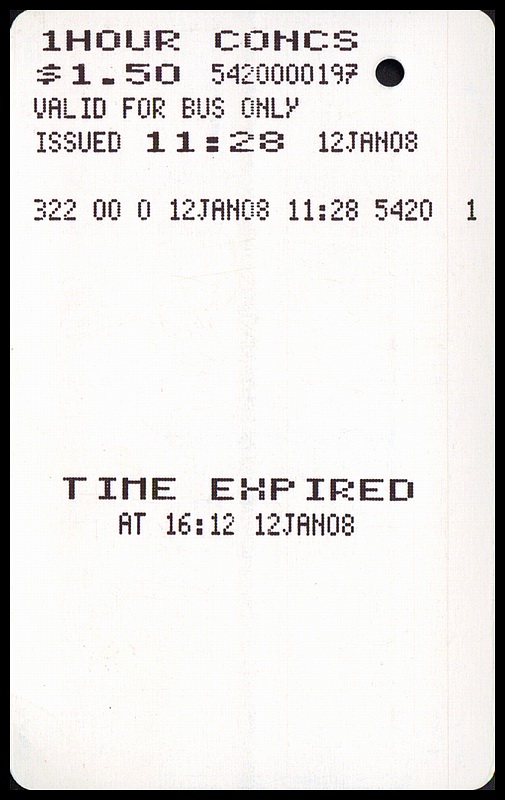 1HOUR CONCS
$1.50 5420000197
VALID FOR BUS ONLY
ISSUED 11:28 12JAN08
322 00 0 12JAN08 11:28 5420 1
TIME EXPIRED
AT 16:12 12JAN08